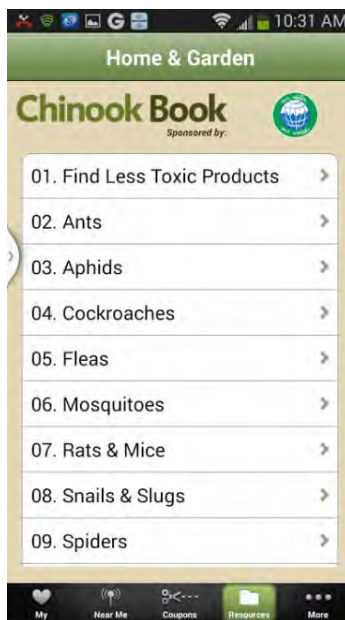 10:31 AM
Home & Garden
Chinook Book
Sponsored by:
01. Find Less Toxic Products
02. Ants
03. Aphids
04. Cockroaches
05. Fleas
06. Mosquitoes
07. Rats & Mice
08. Snails & Slugs
09. Spiders
My Near Me Coupons Resources More